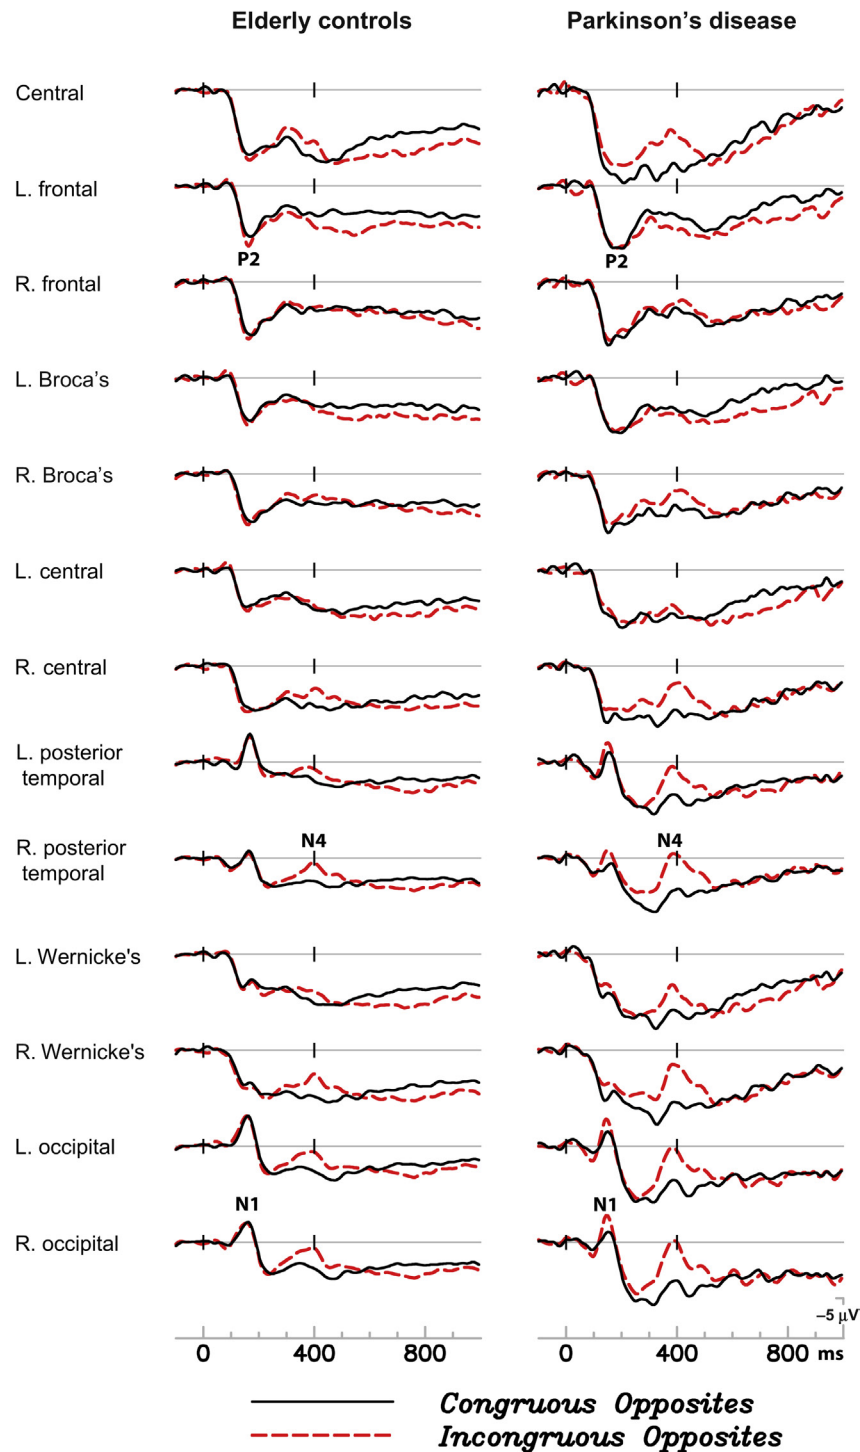 Elderly controls Parkinson’s disease
Central
L. frontal
P2 P2
R. frontal
L. Broca’s
R. Broca’s
L. central
R. central
L. posterior
temporal
N4 N4
R. posterior
temporal
L. Wernicke's
R. Wernicke's
L. occipital
N1 N1
R. occipital
–5 μV
0 400 800 0 400 800 ms
Congruous Opposites
Incongruous Opposites